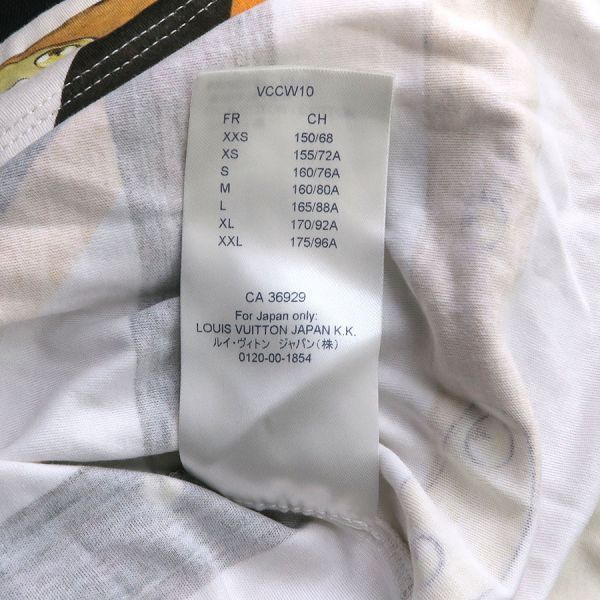 VCCW10
FR CH
XXS 150/68
XS 155/72A
S 160/76A
M 160/80A
L 165/88A
XL 170/92A
XXL 175/96A
CA 36929
For Japan only:
LOUIS VUITTON JAPAN K.K.
ルイ・ヴィトン ジャパン(株)
0120-00-1854